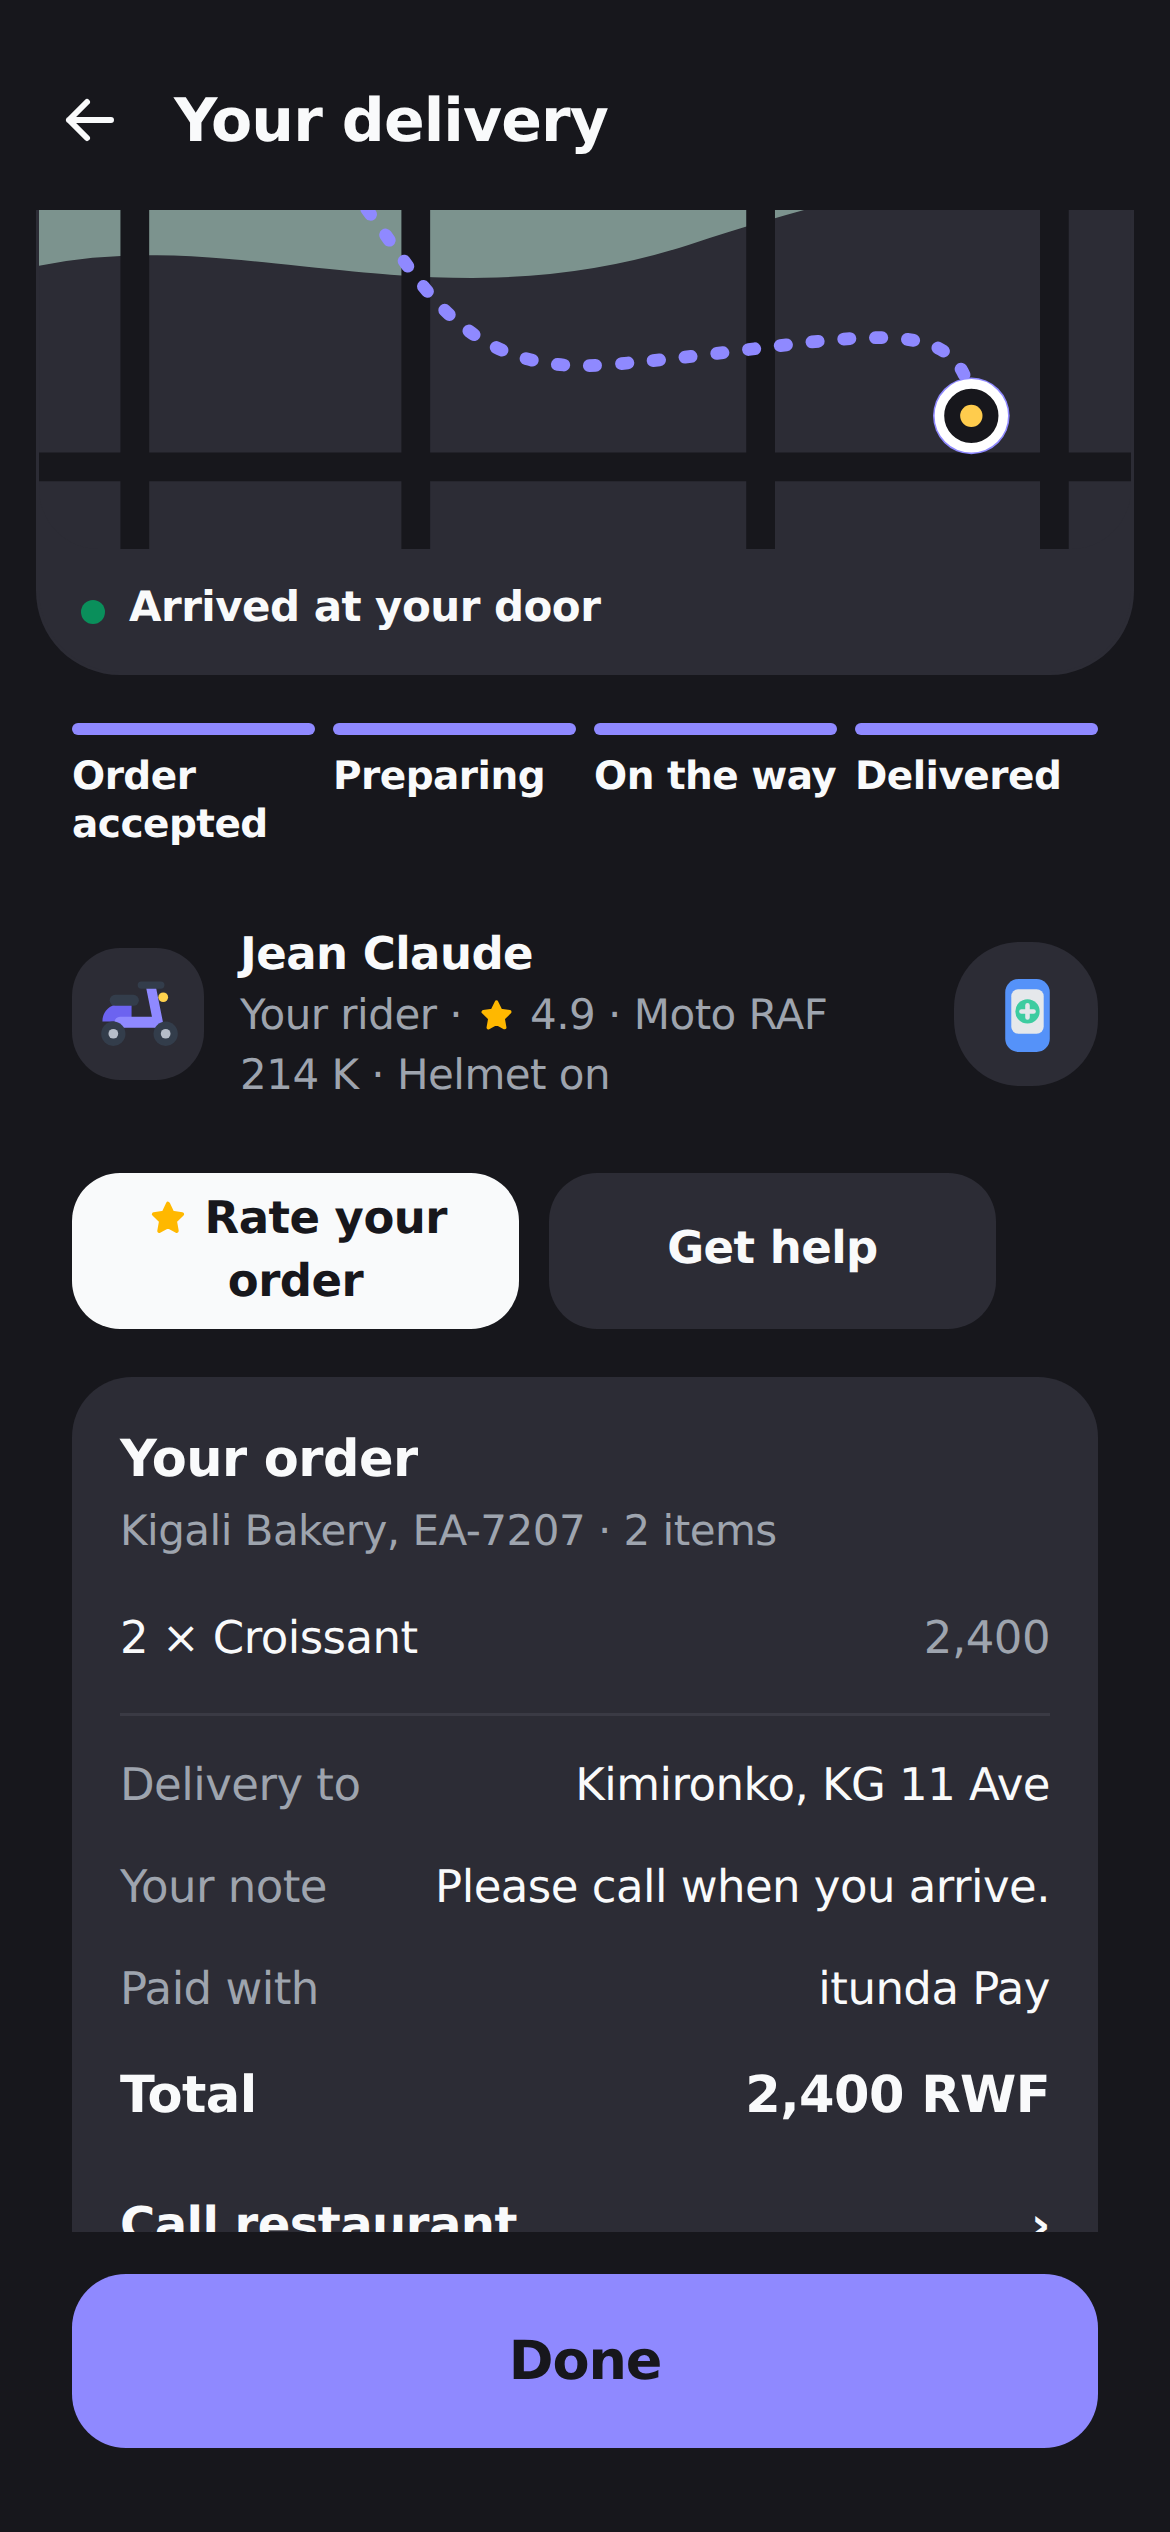 Your delivery
Arrived at your door
Order
accepted
Preparing
On the way
Delivered
Jean Claude
Your rider · ⭐ 4.9 · Moto RAF
214 K · Helmet on
⭐ Rate your
order
Get help
Your order
Kigali Bakery, EA-7207 · 2 items
2 × Croissant 2,400
Delivery to Kimironko, KG 11 Ave
Your note Please call when you arrive.
Paid with itunda Pay
Total 2,400 RWF
Call restaurant ›
Done